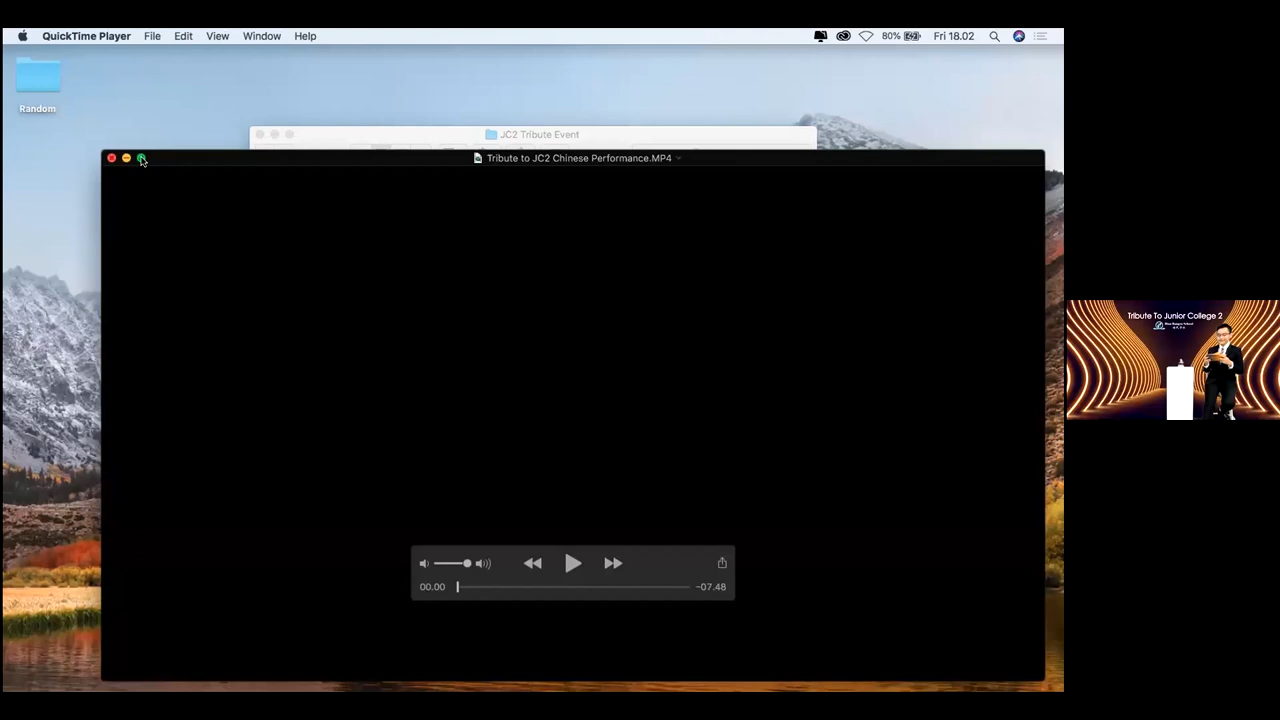 QuickTime Player File Edit View Window Help 80% Fri 18.02
Random
JC2 Tribute Event
Tribute to JC2 Chinese Performance.MP4
00.00 -07.48
Tribute To Junior College 2